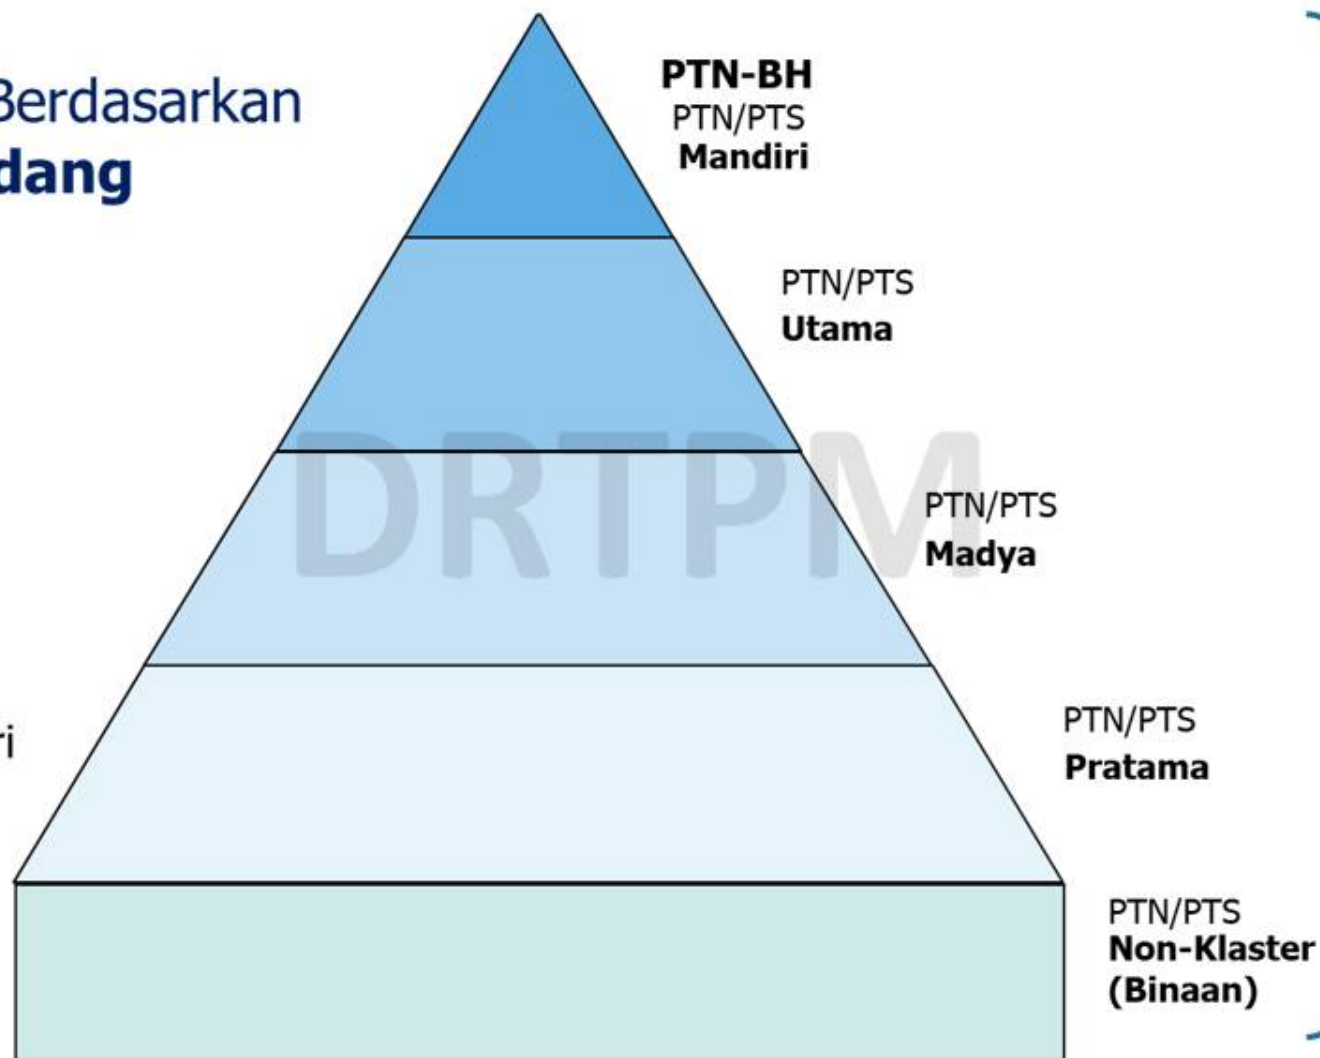 Berdasarkan
dang
PTN-BH
PTN/PTS
Mandiri
PTN/PTS
Utama
DRTPM
PTN/PTS
Madya
ri
PTN/PTS
Pratama
PTN/PTS
Non-Klaster
(Binaan)